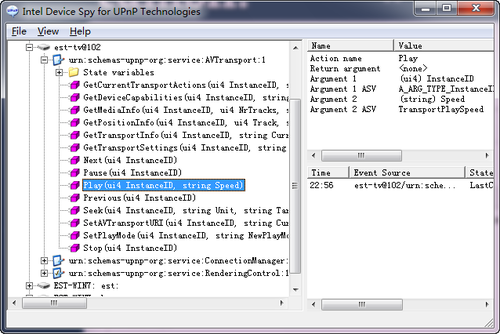 Intel Device Spy for UPnP Technologies
File View Help
est-tv@102
urn:schemas-upnp-org:service:AVTransport:1
State variables
GetCurrentTransportActions(ui4 InstanceID, s
GetDeviceCapabilities(ui4 InstanceID, string
GetMediaInfo(ui4 InstanceID, ui4 NrTracks, s
GetPositionInfo(ui4 InstanceID, ui4 Track, s
GetTransportInfo(ui4 InstanceID, string Curr
GetTransportSettings(ui4 InstanceID, string
Next(ui4 InstanceID)
Pause(ui4 InstanceID)
Play(ui4 InstanceID, string Speed)
Previous(ui4 InstanceID)
Seek(ui4 InstanceID, string Unit, string Tar
SetAVTransportURI(ui4 InstanceID, string Cur
SetPlayMode(ui4 InstanceID, string NewPlayMo
Stop(ui4 InstanceID)
urn:schemas-upnp-org:service:ConnectionManager:
urn:schemas-upnp-org:service:RenderingControl:1
EST-WIN7: est:
Name Value
Action name Play
Return argument <none>
Argument 1 (ui4) InstanceID
Argument 1 ASV A_ARG_TYPE_InstanceI
Argument 2 (string) Speed
Argument 2 ASV TransportPlaySpeed
Time Event Source State
22:56 est-tv@102/urn:sche... LastC